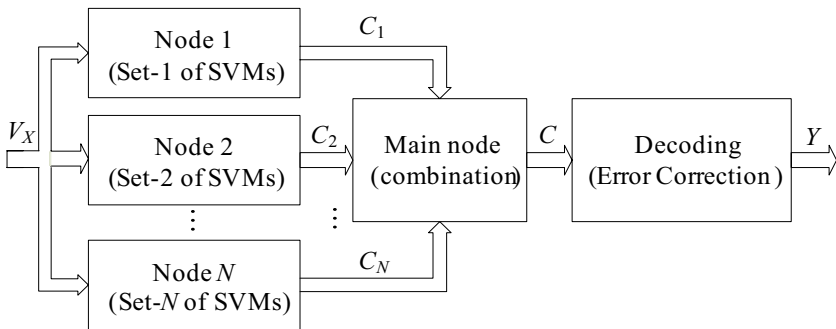 Node 1
(Set-1 of SVMs)
C1
VX
Node 2
(Set-2 of SVMs)
C2
Main node
(combination)
C
Decoding
(Error Correction )
Y
⋮
⋮
Node N
(Set-N of SVMs)
CN